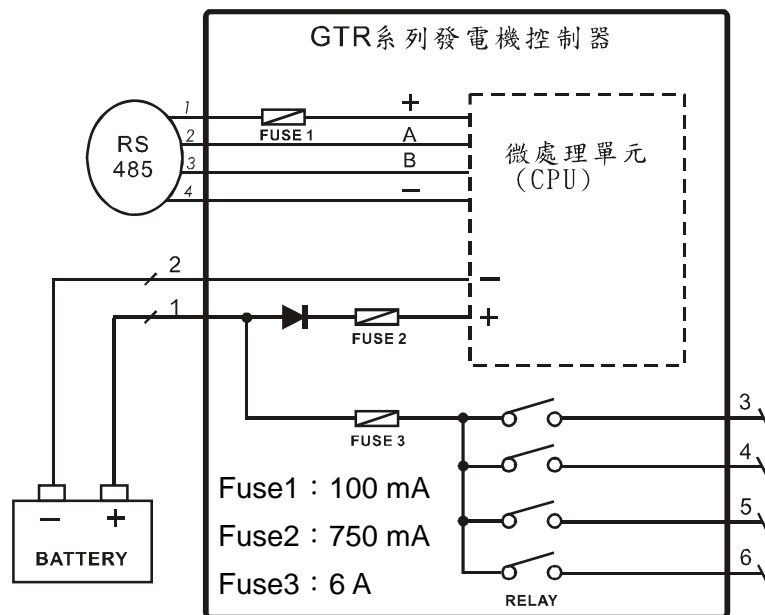 GTR系列發電機控制器
RS
485
1
2
3
4
FUSE 1
+
A
B
−
微處理單元
(CPU)
2
1
−
+
FUSE 2
FUSE 3
3
4
5
6
RELAY
− +
BATTERY
Fuse1：100 mA
Fuse2：750 mA
Fuse3：6 A